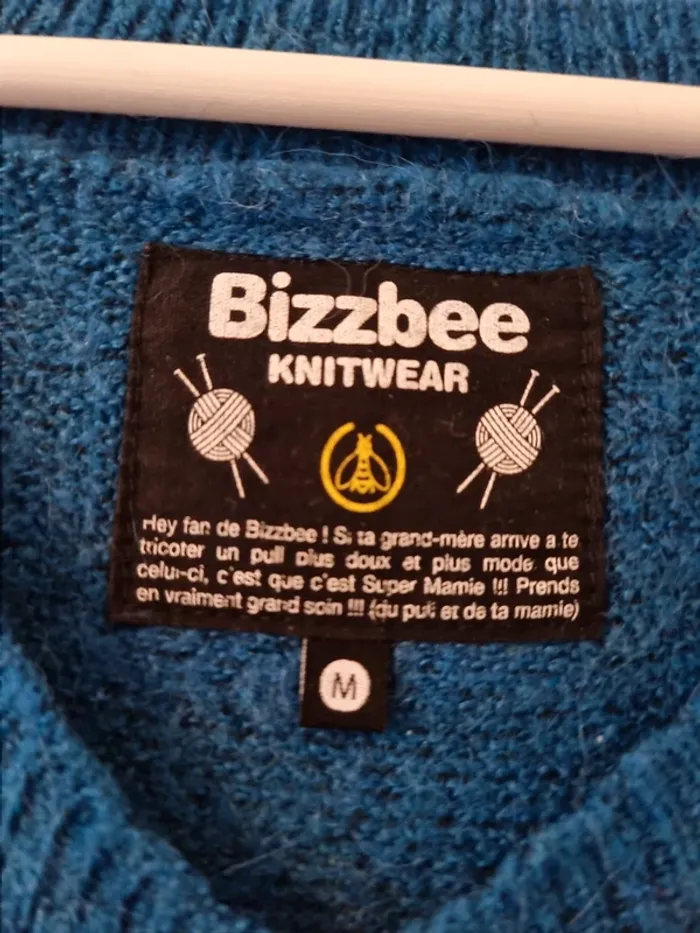 Bizzbee
KNITWEAR
Hey fan de Bizzbee ! Si ta grand-mère arrive a te
tricoter un pull plus doux et plus mode que
celui-ci, c'est que c'est Super Mamie !!! Prends
en vraiment grand soin !!! (du pull et de ta mamie)
M